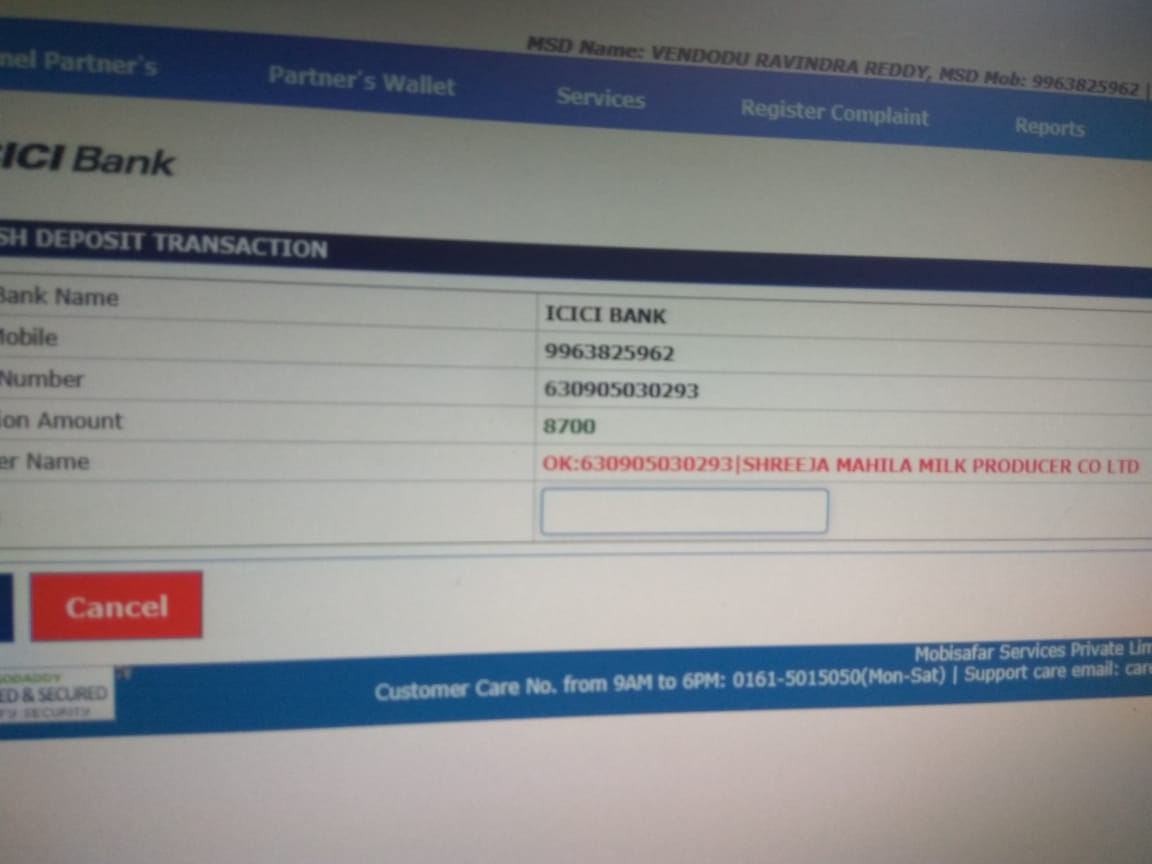 MSD Name: VENDODU RAVINDRA REDDY, MSD Mob: 9963825962 |
nel Partner's Partner's Wallet Services Register Complaint Reports
ICICI Bank
SH DEPOSIT TRANSACTION
Bank Name ICICI BANK
Mobile 9963825962
Number 630905030293
ion Amount 8700
er Name OK:630905030293|SHREEJA MAHILA MILK PRODUCER CO LTD
Cancel
Mobisafar Services Private Lim
Customer Care No. from 9AM to 6PM: 0161-5015050(Mon-Sat) | Support care email: car
GODADDY
ED & SECURED
SECURITY